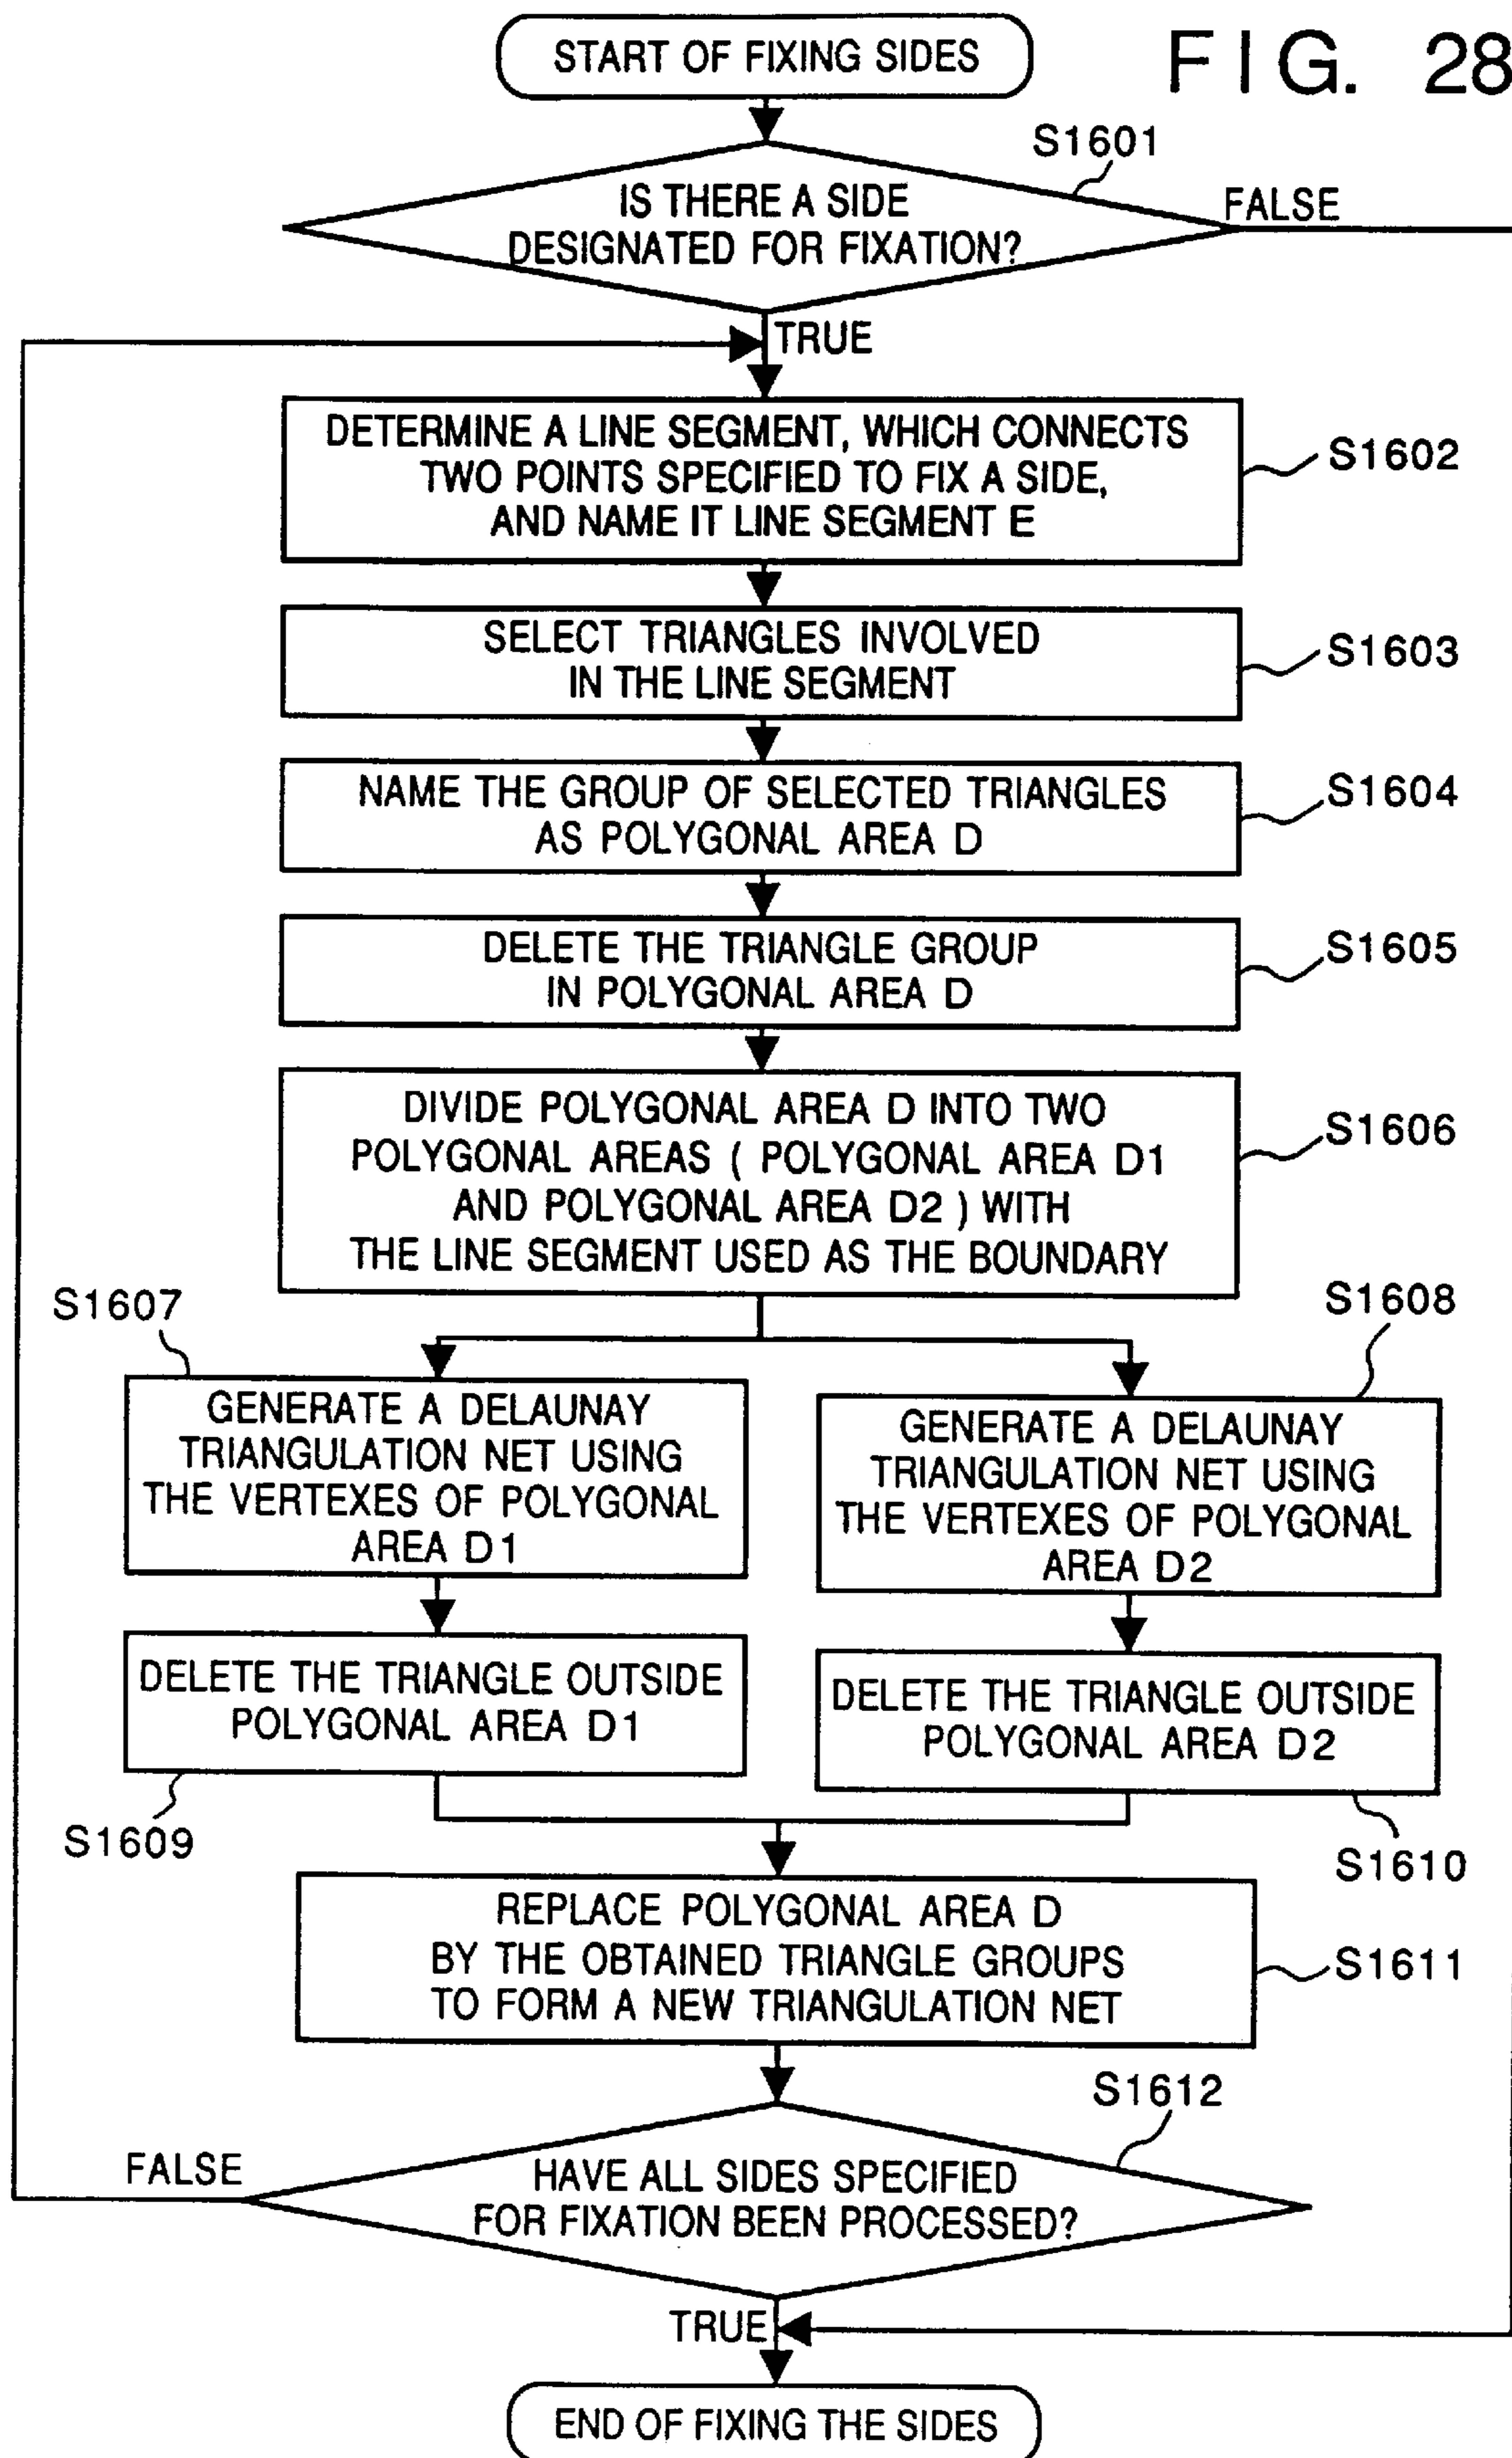 START OF FIXING SIDES
FIG. 28
S1601
IS THERE A SIDE
DESIGNATED FOR FIXATION?
FALSE
TRUE
DETERMINE A LINE SEGMENT, WHICH CONNECTS
TWO POINTS SPECIFIED TO FIX A SIDE,
AND NAME IT LINE SEGMENT E
S1602
SELECT TRIANGLES INVOLVED
IN THE LINE SEGMENT
S1603
NAME THE GROUP OF SELECTED TRIANGLES
AS POLYGONAL AREA D
S1604
DELETE THE TRIANGLE GROUP
IN POLYGONAL AREA D
S1605
DIVIDE POLYGONAL AREA D INTO TWO
POLYGONAL AREAS ( POLYGONAL AREA D1
AND POLYGONAL AREA D2 ) WITH
THE LINE SEGMENT USED AS THE BOUNDARY
S1606
S1607
GENERATE A DELAUNAY
TRIANGULATION NET USING
THE VERTEXES OF POLYGONAL
AREA D1
S1608
GENERATE A DELAUNAY
TRIANGULATION NET USING
THE VERTEXES OF POLYGONAL
AREA D2
DELETE THE TRIANGLE OUTSIDE
POLYGONAL AREA D1
S1609
DELETE THE TRIANGLE OUTSIDE
POLYGONAL AREA D2
S1610
REPLACE POLYGONAL AREA D
BY THE OBTAINED TRIANGLE GROUPS
TO FORM A NEW TRIANGULATION NET
S1611
S1612
HAVE ALL SIDES SPECIFIED
FOR FIXATION BEEN PROCESSED?
FALSE
TRUE
END OF FIXING THE SIDES